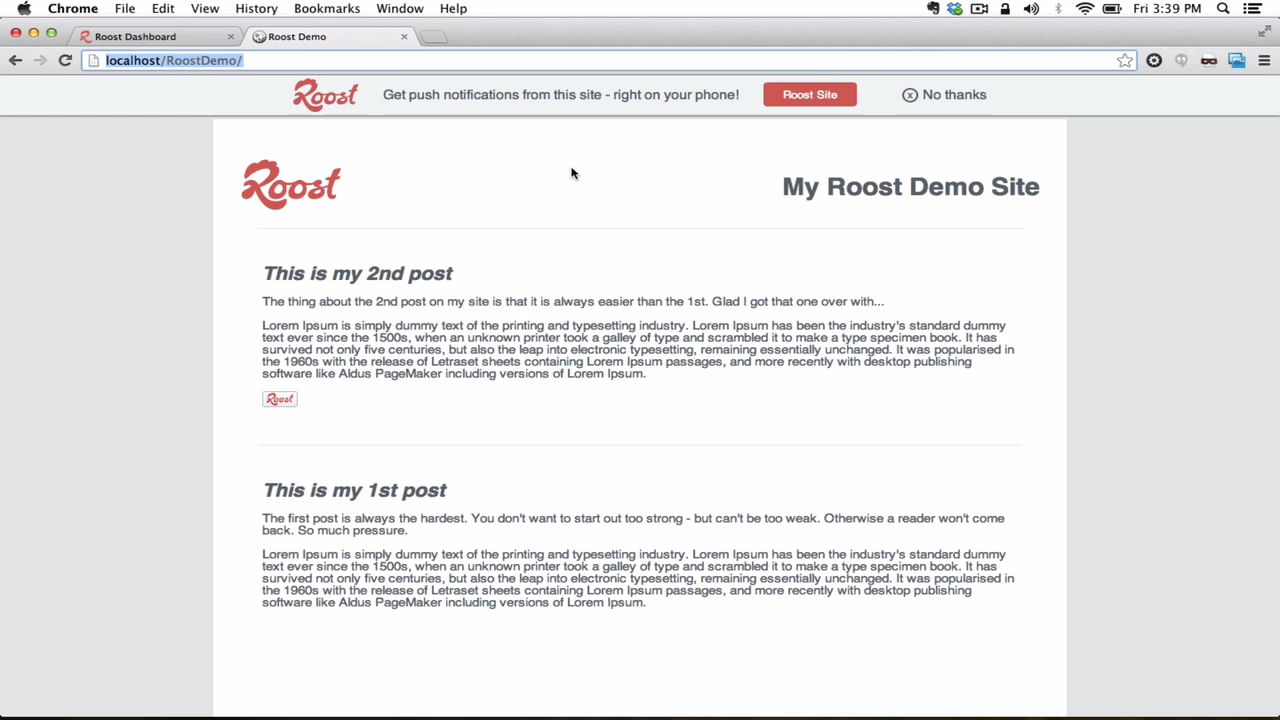 Chrome File Edit View History Bookmarks Window Help Fri 3:39 PM
Roost Dashboard Roost Demo
localhost/RoostDemo/
Roost Get push notifications from this site - right on your phone! Roost Site x No thanks
Roost My Roost Demo Site
This is my 2nd post
The thing about the 2nd post on my site is that it is always easier than the 1st. Glad I got that one over with...
Lorem Ipsum is simply dummy text of the printing and typesetting industry. Lorem Ipsum has been the industry's standard dummy
text ever since the 1500s, when an unknown printer took a galley of type and scrambled it to make a type specimen book. It has
survived not only five centuries, but also the leap into electronic typesetting, remaining essentially unchanged. It was popularised in
the 1960s with the release of Letraset sheets containing Lorem Ipsum passages, and more recently with desktop publishing
software like Aldus PageMaker including versions of Lorem Ipsum.
Roost
This is my 1st post
The first post is always the hardest. You don't want to start out too strong - but can't be too weak. Otherwise a reader won't come
back. So much pressure.
Lorem Ipsum is simply dummy text of the printing and typesetting industry. Lorem Ipsum has been the industry's standard dummy
text ever since the 1500s, when an unknown printer took a galley of type and scrambled it to make a type specimen book. It has
survived not only five centuries, but also the leap into electronic typesetting, remaining essentially unchanged. It was popularised in
the 1960s with the release of Letraset sheets containing Lorem Ipsum passages, and more recently with desktop publishing
software like Aldus PageMaker including versions of Lorem Ipsum.